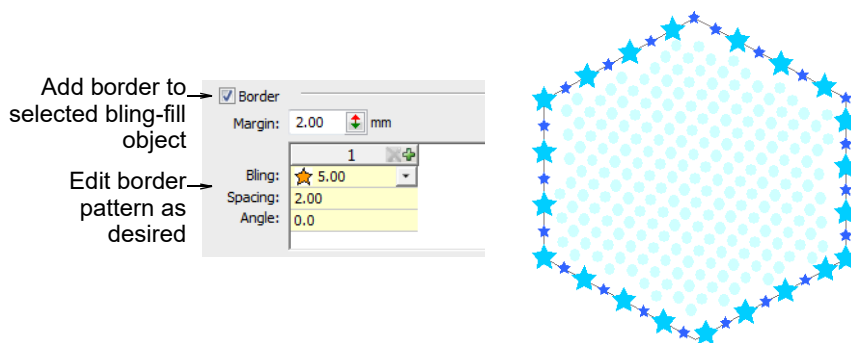 Add border to
selected bling-fill
object
Edit border
pattern as
desired
Border
Margin: 2.00 mm
1
Bling: 5.00
Spacing: 2.00
Angle: 0.0